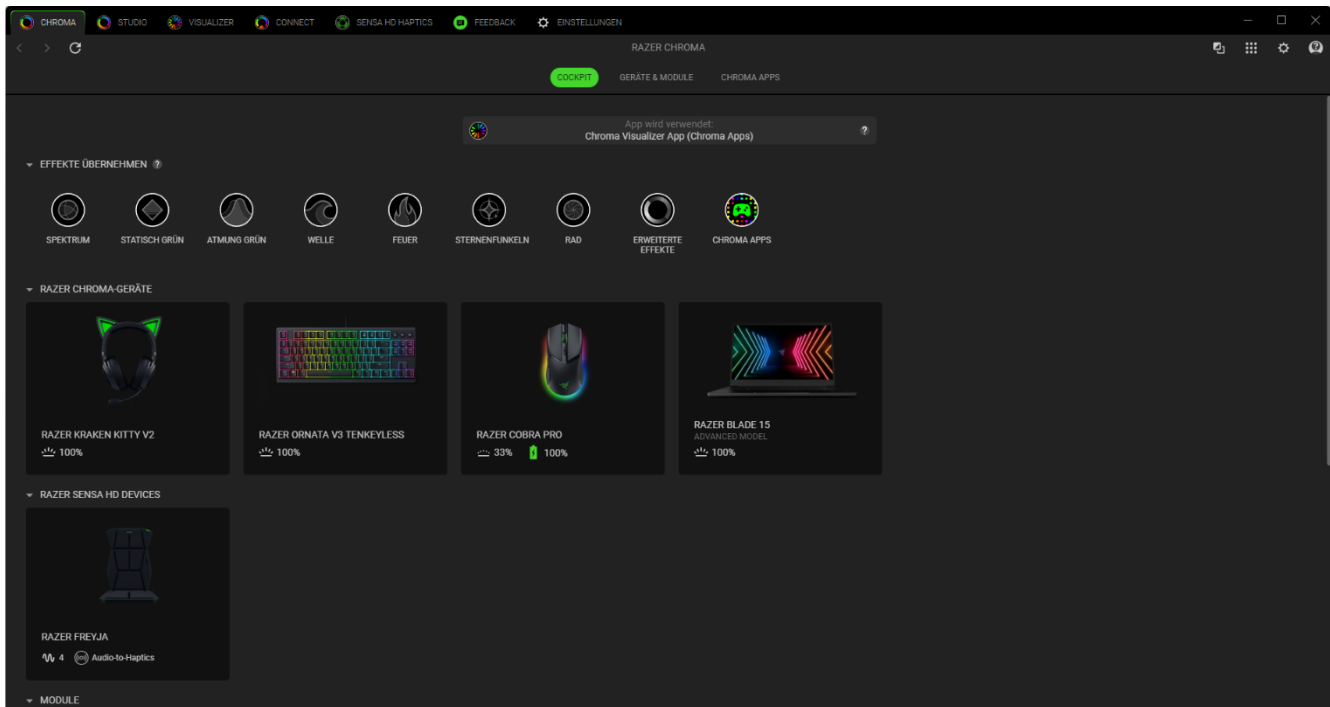 CHROMA STUDIO VISUALIZER CONNECT SENSA HD HAPTICS FEEDBACK EINSTELLUNGEN
RAZER CHROMA
COCKPIT GERÄTE & MODULE CHROMA APPS
App wird verwendet:
Chroma Visualizer App (Chroma Apps) ?
EFFEKTE ÜBERNEHMEN ?
SPEKTRUM STATISCH GRÜN ATMUNG GRÜN WELLE FEUER STERNENFUNKELN RAD ERWEITERTE CHROMA APPS
EFFEKTE
RAZER CHROMA-GERÄTE
RAZER KRAKEN KITTY V2
100%
RAZER ORNATA V3 TENKEYLESS
100%
RAZER COBRA PRO
33% 100%
RAZER BLADE 15
ADVANCED MODEL
100%
RAZER SENSA HD DEVICES
RAZER FREYJA
4 Audio-to-Haptics
MODULE